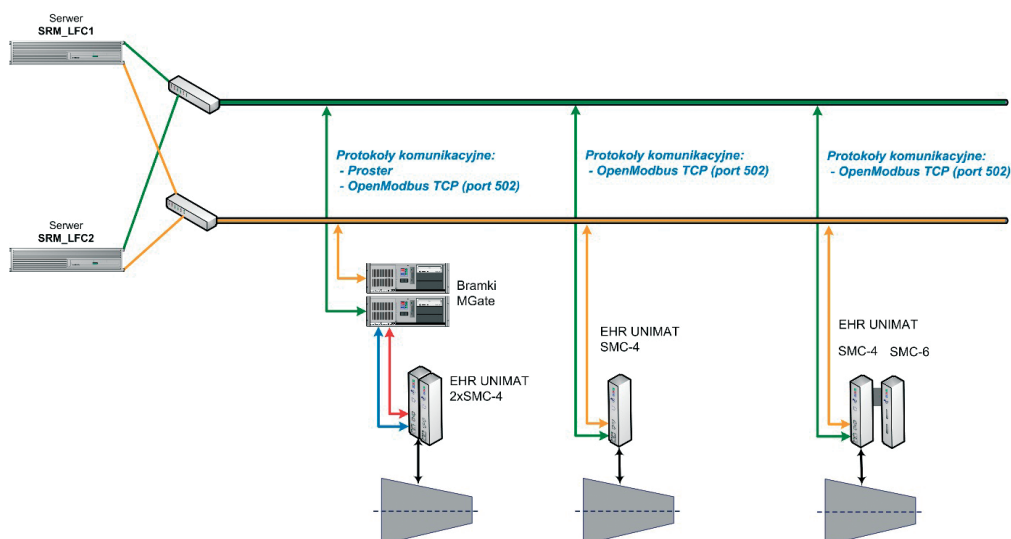 Serwer
SRM_LFC1
Protokoły komunikacyjne:
- Proster
- OpenModbus TCP (port 502)
Protokoły komunikacyjne:
- OpenModbus TCP (port 502)
Protokoły komunikacyjne:
- OpenModbus TCP (port 502)
Serwer
SRM_LFC2
Bramki
MGate
EHR UNIMAT
2xSMC-4
EHR UNIMAT
SMC-4
EHR UNIMAT
SMC-4 SMC-6